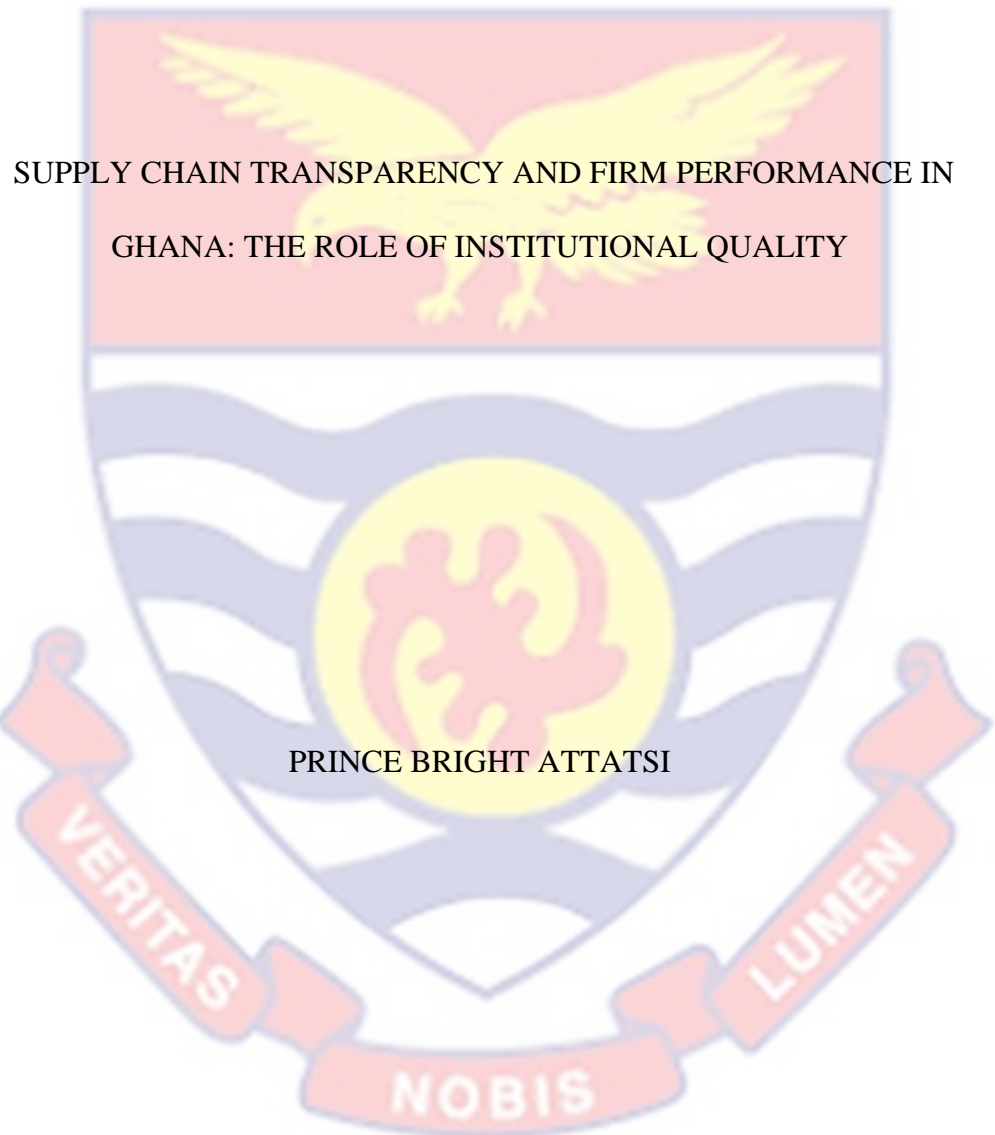 SUPPLY CHAIN TRANSPARENCY AND FIRM PERFORMANCE IN
GHANA: THE ROLE OF INSTITUTIONAL QUALITY
PRINCE BRIGHT ATTATSI
VERITAS
NOBIS
LUMEN